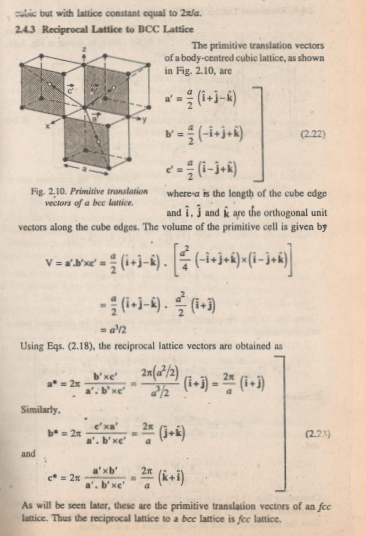 cubic but with lattice constant equal to 2π/a.
2.4.3 Reciprocal Lattice to BCC Lattice
The primitive translation vectors
of a body-centred cubic lattice, as shown
in Fig. 2.10, are
z
y
x
a
a' = a/2 (î+ĵ−k̂)
b' = a/2 (−î+ĵ+k̂) (2.22)
c' = a/2 (î−ĵ+k̂)
Fig. 2.10. Primitive translation
vectors of a bcc lattice.
where a is the length of the cube edge
and î, ĵ and k̂ are the orthogonal unit
vectors along the cube edges. The volume of the primitive cell is given by
V = a'.b'xc' = a/2 (î+ĵ−k̂) . [a²/4 (−î+ĵ+k̂)×(î−ĵ+k̂)]
= a/2 (î+ĵ−k̂) . a²/2 (î+ĵ)
= a³/2
Using Eqs. (2.18), the reciprocal lattice vectors are obtained as
a* = 2π b'×c'/a'. b'×c' = 2π(a²/2)/a³/2 (î+ĵ) = 2π/a (î+ĵ)
Similarly,
b* = 2π c'×a'/a'. b'×c' = 2π/a (ĵ+k̂) (2.23)
and
c* = 2π a'×b'/a'. b'×c' = 2π/a (k̂+î)
As will be seen later, these are the primitive translation vectors of an fcc
lattice. Thus the reciprocal lattice to a bcc lattice is fcc lattice.